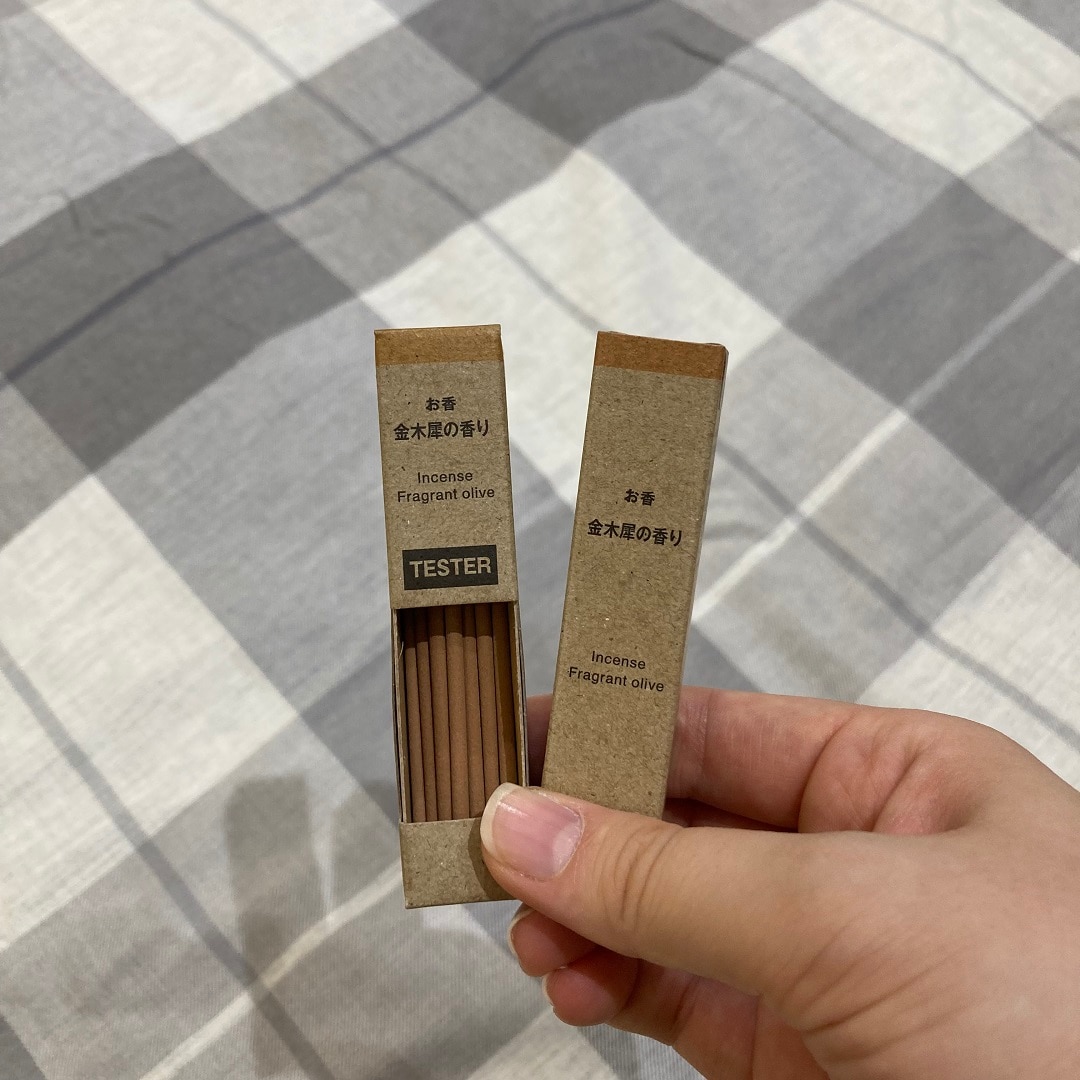 お香
金木犀の香り
Incense
Fragrant olive
TESTER
お香
金木犀の香り
Incense
Fragrant olive